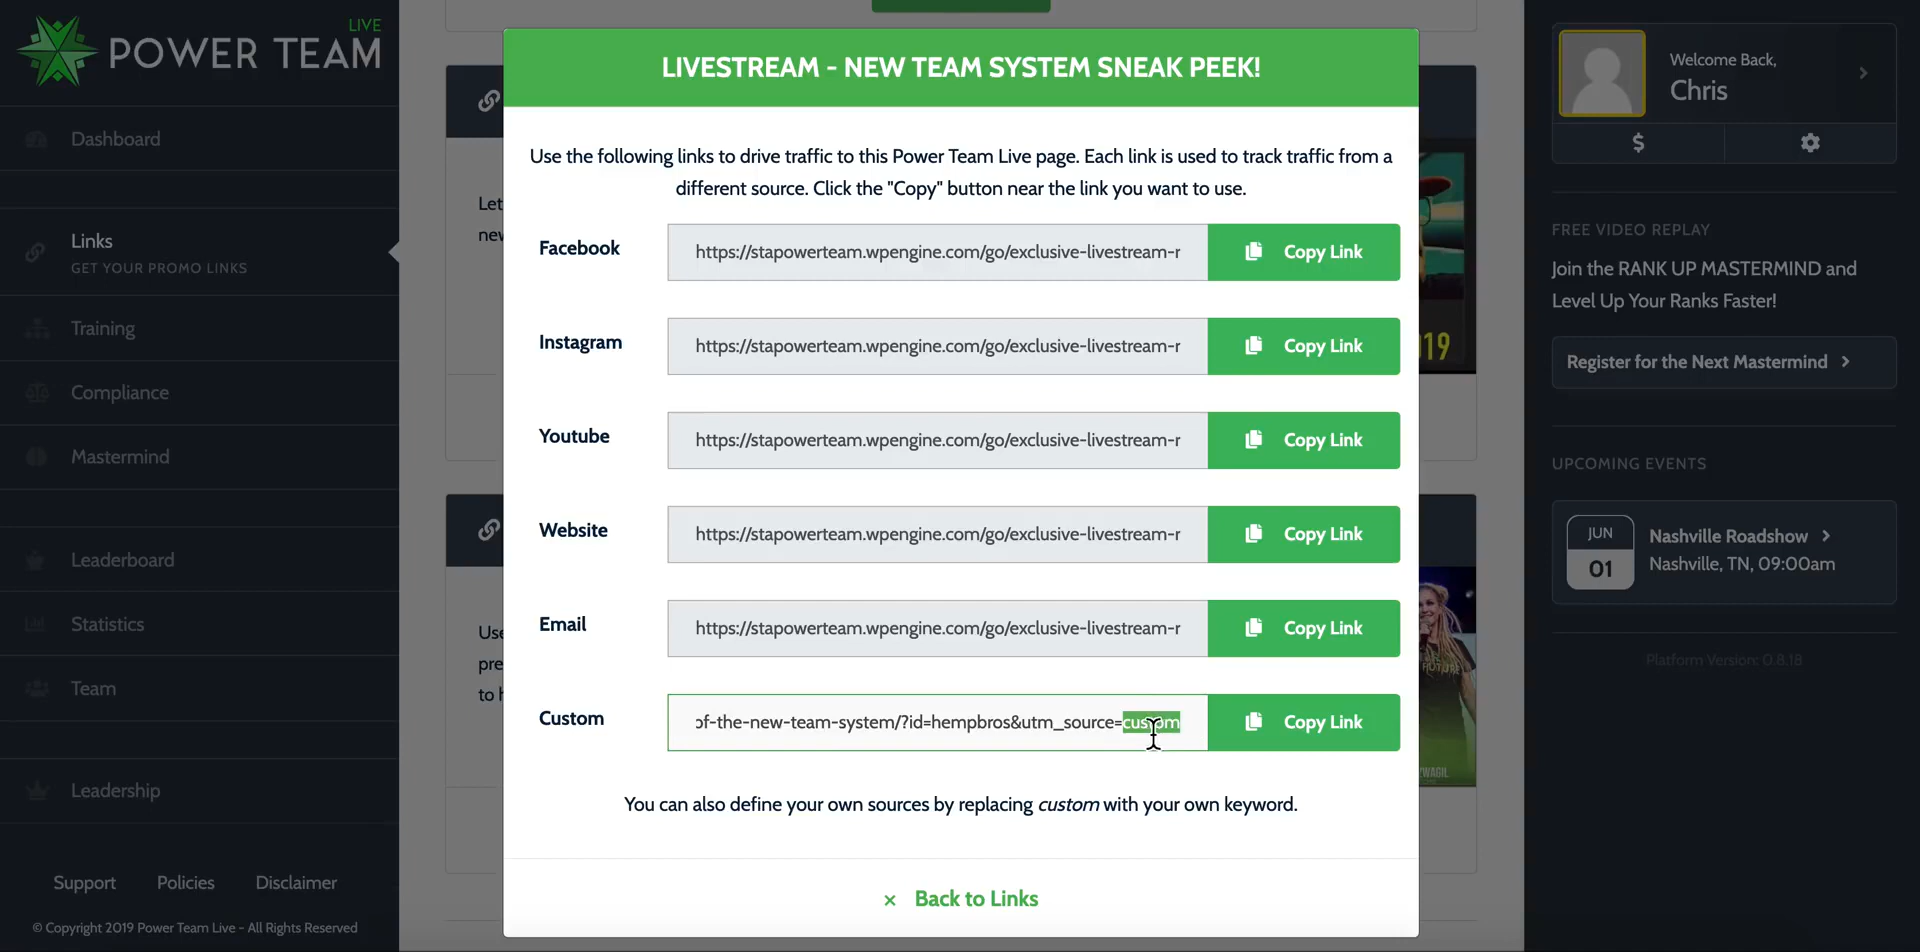 LIVE
POWER TEAM
Dashboard
Links
GET YOUR PROMO LINKS
Training
Compliance
Mastermind
Leaderboard
Statistics
Team
Leadership
Support Policies Disclaimer
© Copyright 2019 Power Team Live - All Rights Reserved
Let
new
Use
pre
to h
LIVESTREAM - NEW TEAM SYSTEM SNEAK PEEK!
Use the following links to drive traffic to this Power Team Live page. Each link is used to track traffic from a
different source. Click the "Copy" button near the link you want to use.
Facebook https://stapowerteam.wpengine.com/go/exclusive-livestream-r Copy Link
Instagram https://stapowerteam.wpengine.com/go/exclusive-livestream-r Copy Link
Youtube https://stapowerteam.wpengine.com/go/exclusive-livestream-r Copy Link
Website https://stapowerteam.wpengine.com/go/exclusive-livestream-r Copy Link
Email https://stapowerteam.wpengine.com/go/exclusive-livestream-r Copy Link
Custom of-the-new-team-system/?id=hempbros&utm_source=custom Copy Link
You can also define your own sources by replacing custom with your own keyword.
× Back to Links
19
FUTURE
ZWAGIL
Welcome Back,
Chris
$
FREE VIDEO REPLAY
Join the RANK UP MASTERMIND and
Level Up Your Ranks Faster!
Register for the Next Mastermind
UPCOMING EVENTS
JUN
01
Nashville Roadshow
Nashville, TN, 09:00am
Platform Version: 0.8.18